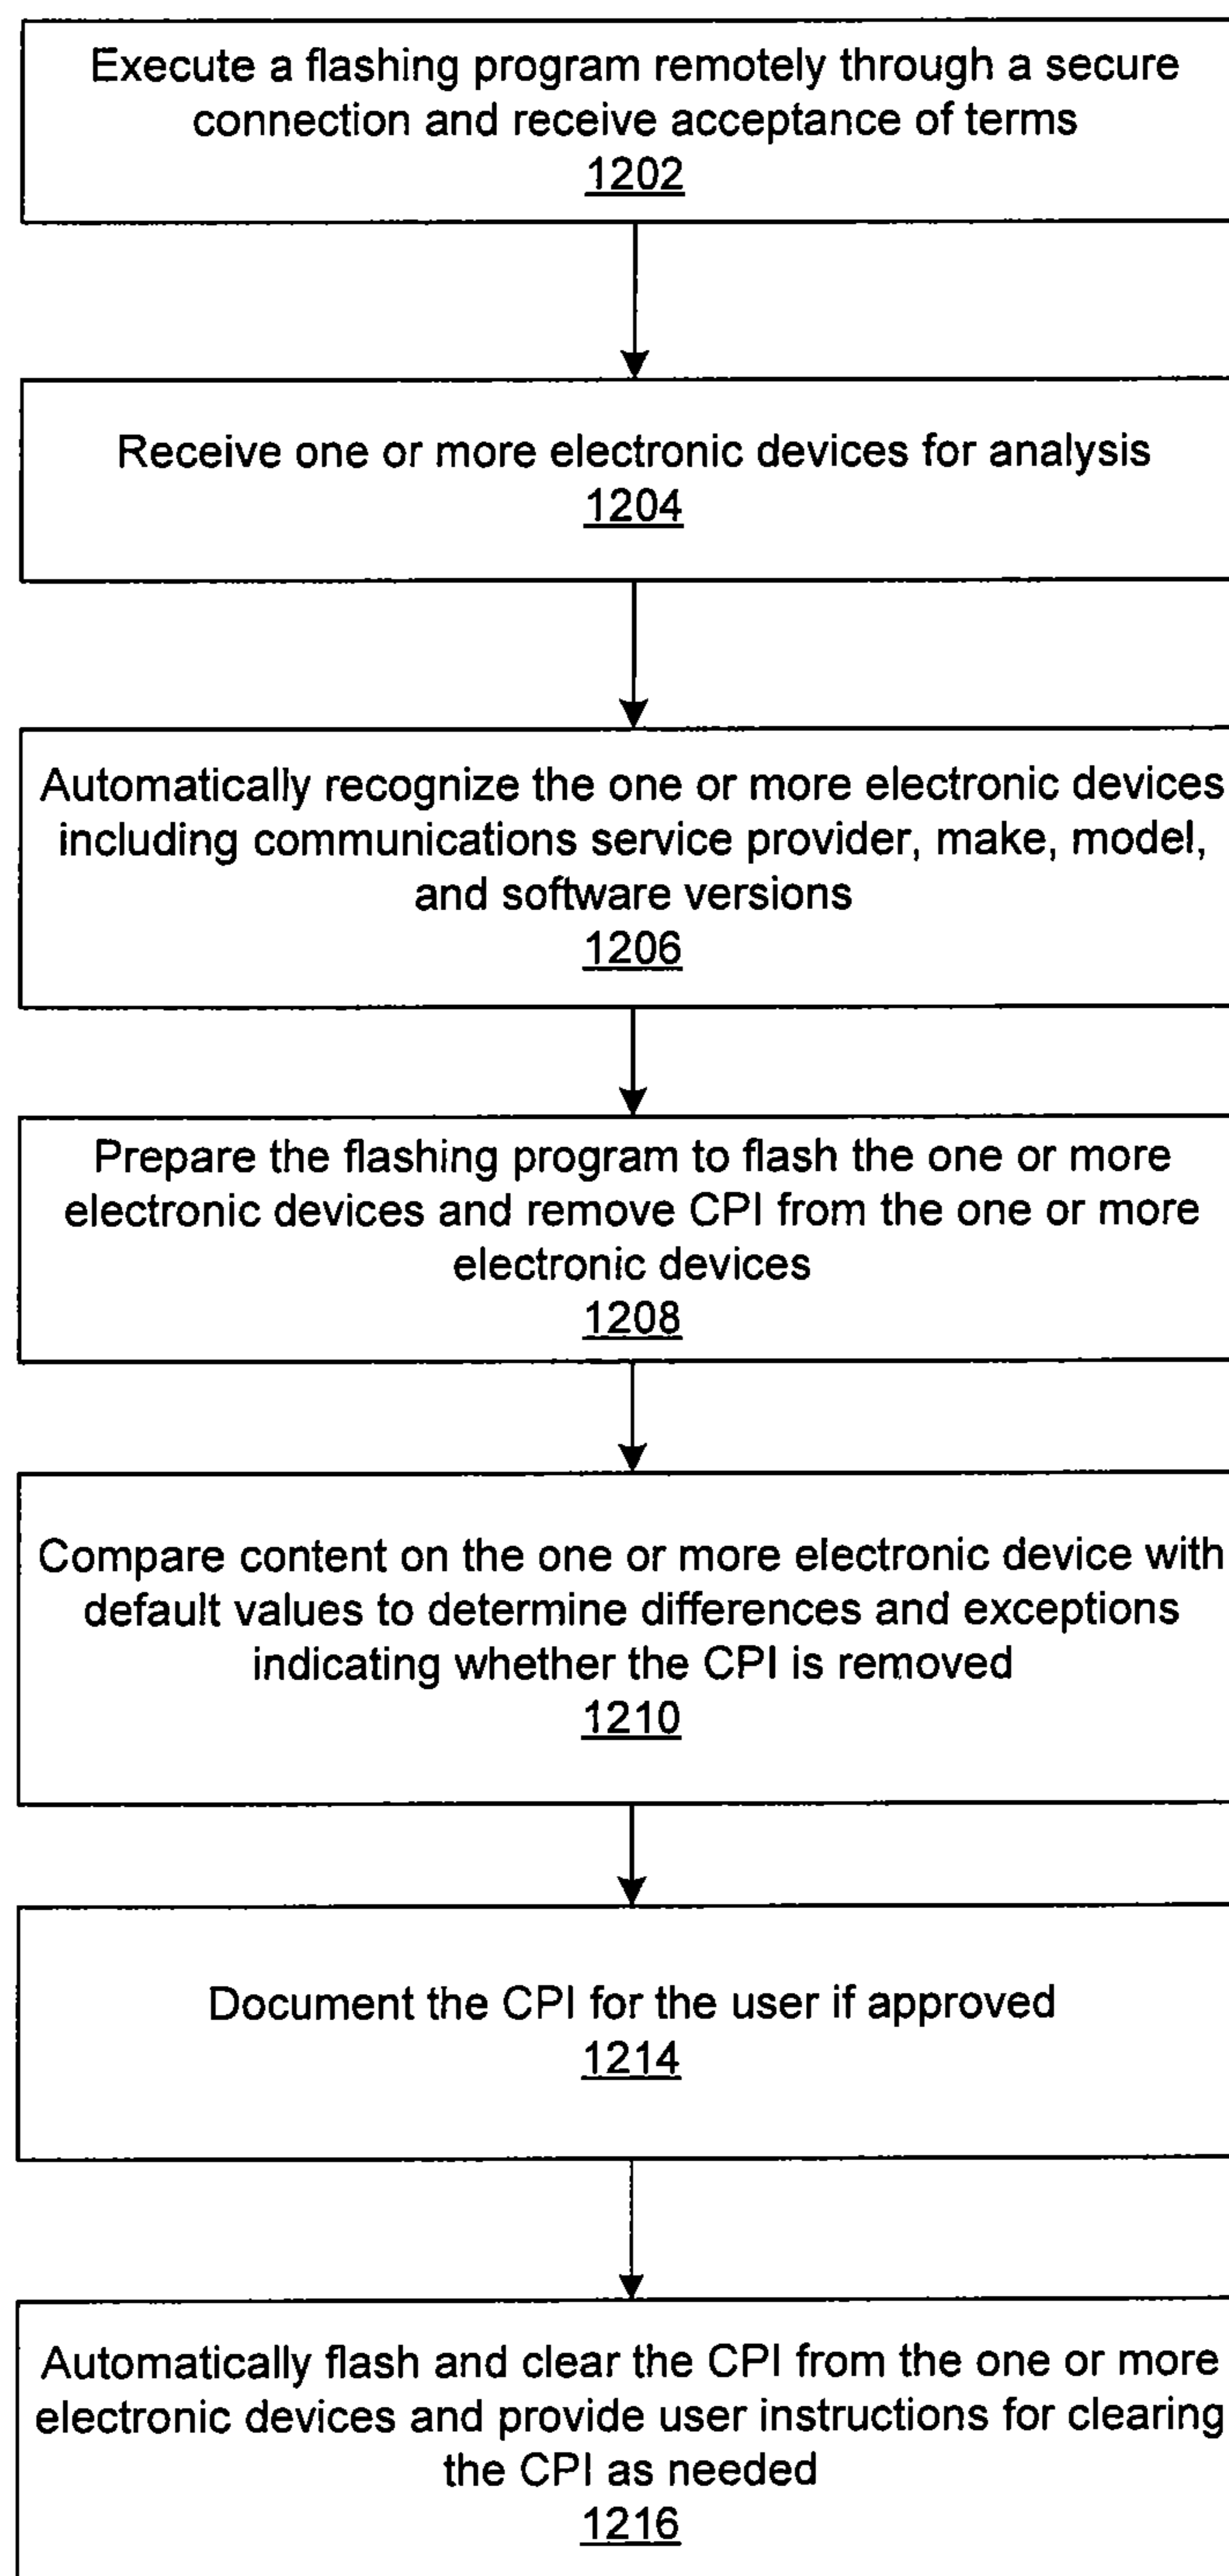 Execute a flashing program remotely through a secure
connection and receive acceptance of terms
1202
Receive one or more electronic devices for analysis
1204
Automatically recognize the one or more electronic devices
including communications service provider, make, model,
and software versions
1206
Prepare the flashing program to flash the one or more
electronic devices and remove CPI from the one or more
electronic devices
1208
Compare content on the one or more electronic device with
default values to determine differences and exceptions
indicating whether the CPI is removed
1210
Document the CPI for the user if approved
1214
Automatically flash and clear the CPI from the one or more
electronic devices and provide user instructions for clearing
the CPI as needed
1216